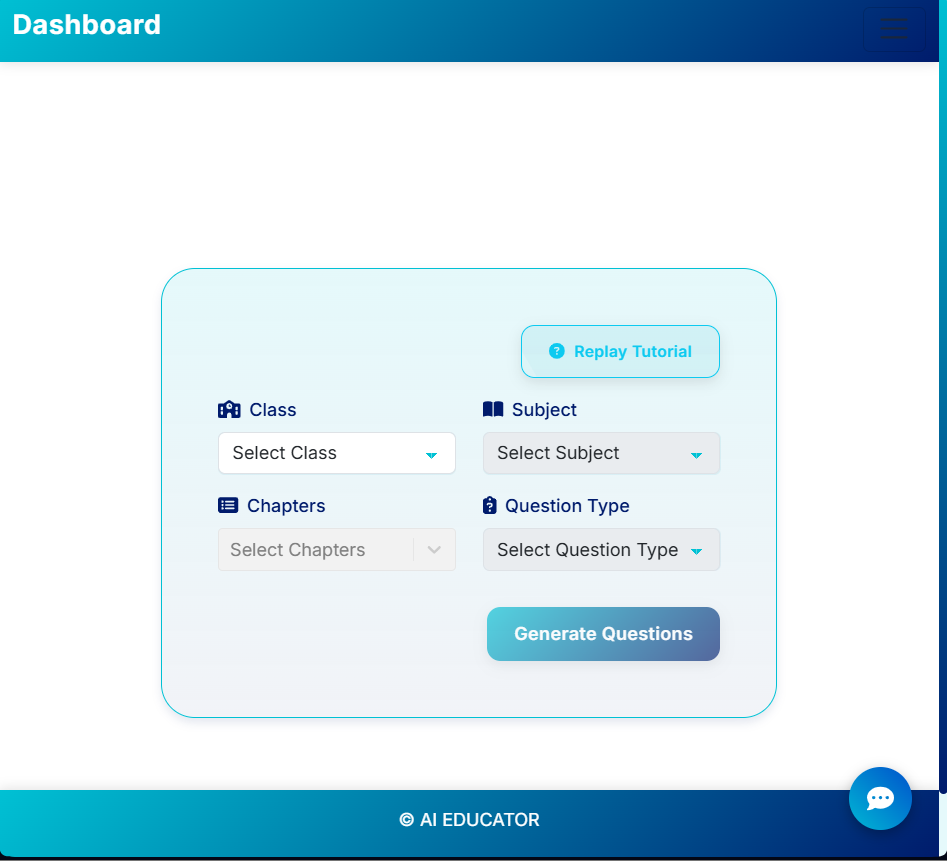 Dashboard
Replay Tutorial
Class
Subject
Select Class
Select Subject
Chapters
Question Type
Select Chapters
Select Question Type
Generate Questions
© AI EDUCATOR